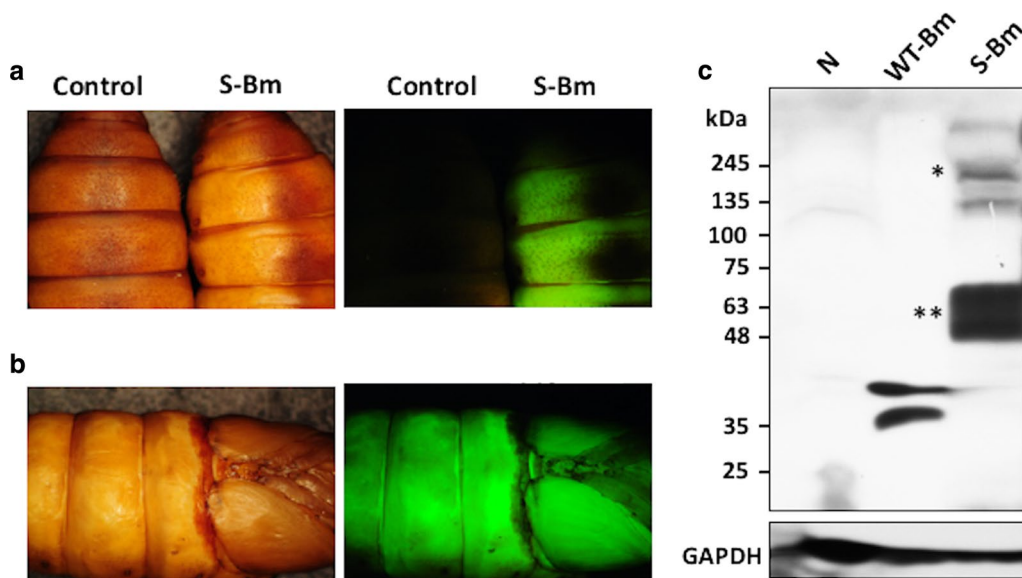 a
Control S-Bm Control S-Bm
b
c
N WT-Bm S-Bm
kDa
245
*
135
100
75
63
**
48
35
25
GAPDH